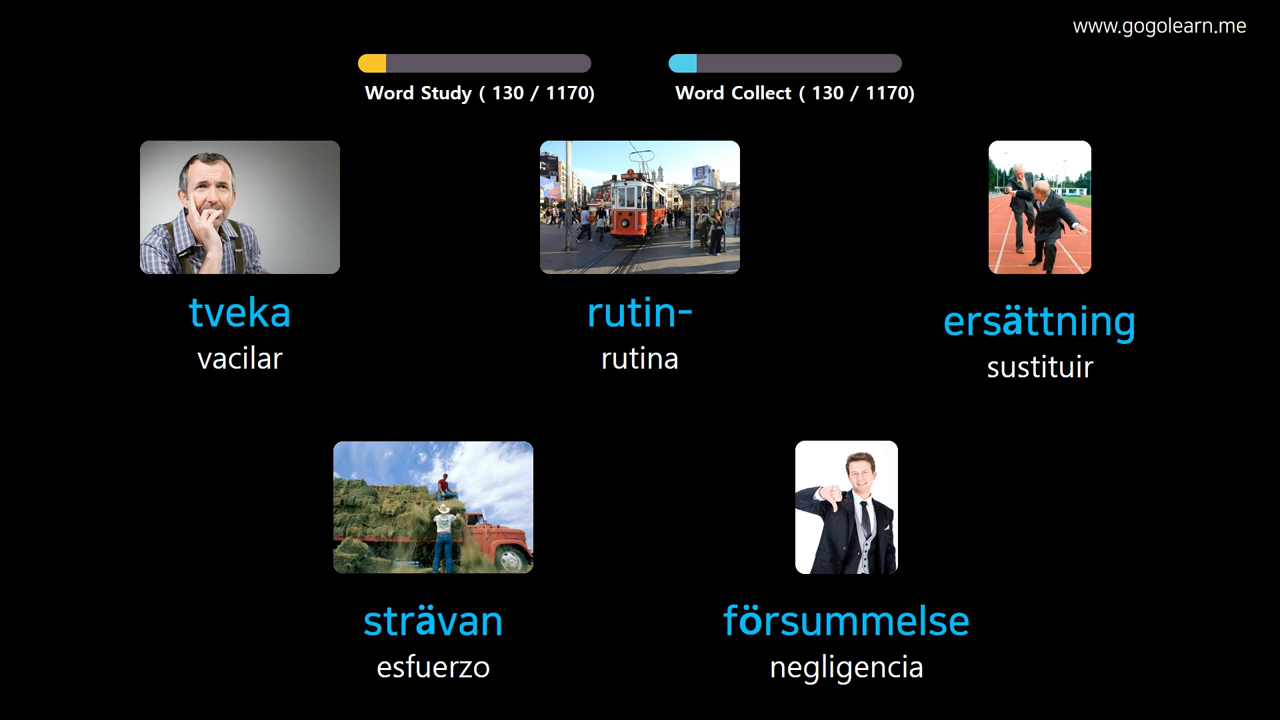 www.gogolearn.me
Word Study ( 130 / 1170)
Word Collect ( 130 / 1170)
tveka
vacilar
rutin-
rutina
ersättning
sustituir
strävan
esfuerzo
försummelse
negligencia